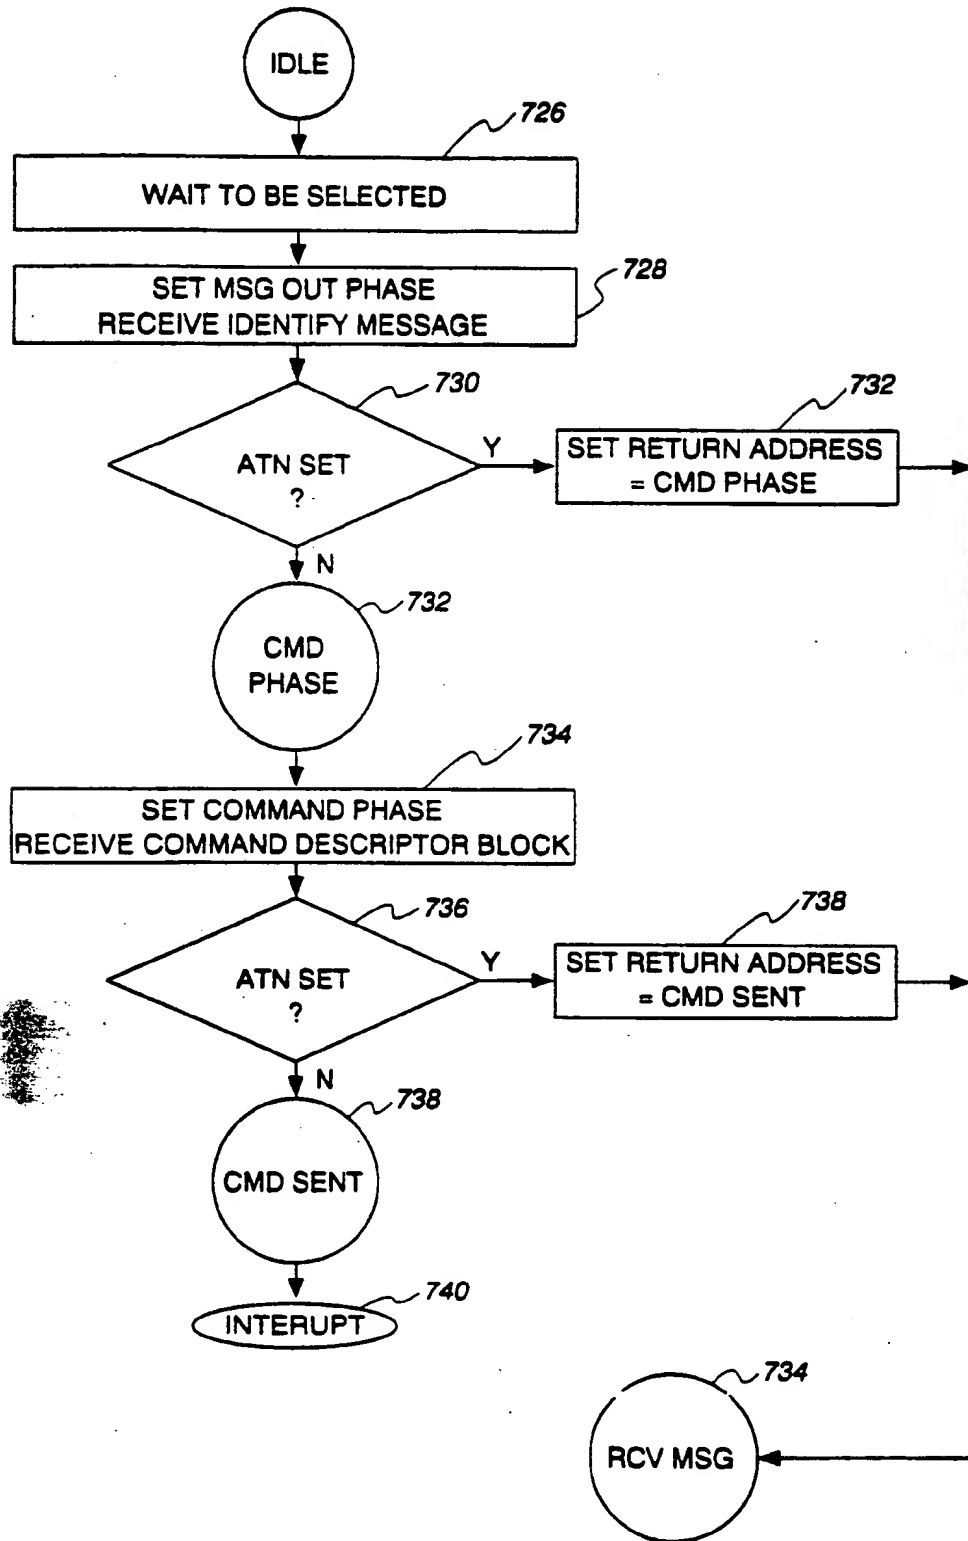 IDLE
726
WAIT TO BE SELECTED
728
SET MSG OUT PHASE
RECEIVE IDENTIFY MESSAGE
730
732
ATN SET
?
Y
SET RETURN ADDRESS
= CMD PHASE
N
732
CMD
PHASE
734
SET COMMAND PHASE
RECEIVE COMMAND DESCRIPTOR BLOCK
736
738
ATN SET
?
Y
SET RETURN ADDRESS
= CMD SENT
N
738
CMD SENT
740
INTERUPT
734
RCV MSG